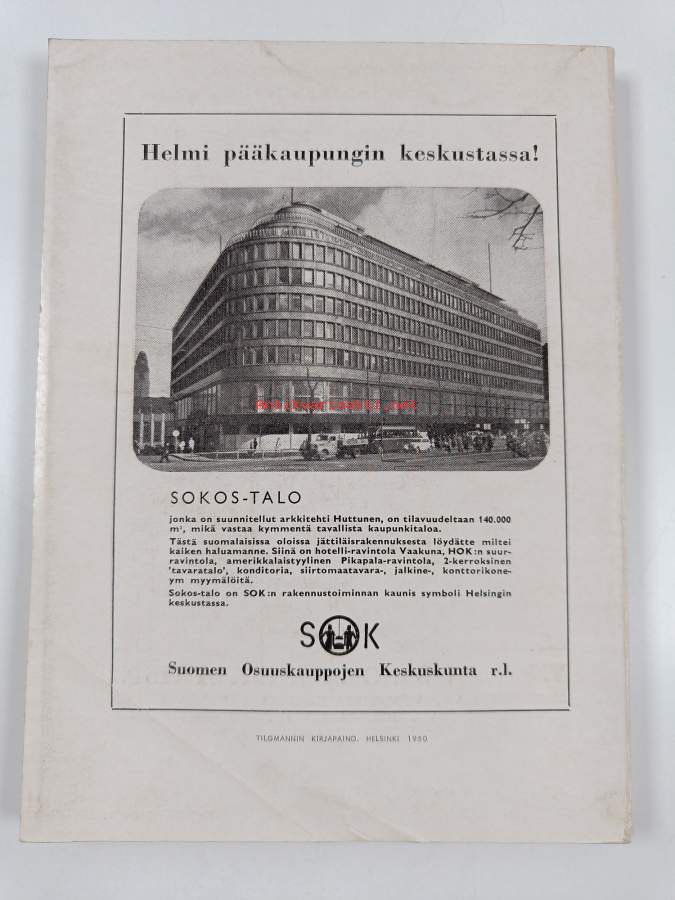 Helmi pääkaupungin keskustassa!
Antikvariaatti.net
SOKOS-TALO
jonka on suunnitellut arkkitehti Huttunen, on tilavuudeltaan 140.000
m³, mikä vastaa kymmentä tavallista kaupunkitaloa.
Tästä suomalaisissa oloissa jättiläisrakennuksesta löydätte miltei
kaiken haluamanne. Siinä on hotelli-ravintola Vaakuna, HOK:n suur-
ravintola, amerikkalaistyylinen Pikapala-ravintola, 2-kerroksinen
'tavaratalo', konditoria, siirtomaatavara-, jalkine-, konttorikone-
ym myymälöitä.
Sokos-talo on SOK:n rakennustoiminnan kaunis symboli Helsingin
keskustassa.
SOK
Suomen Osuuskauppojen Keskuskunta r.l.
TILGMANNIN KIRJAPAINO, HELSINKI 1950